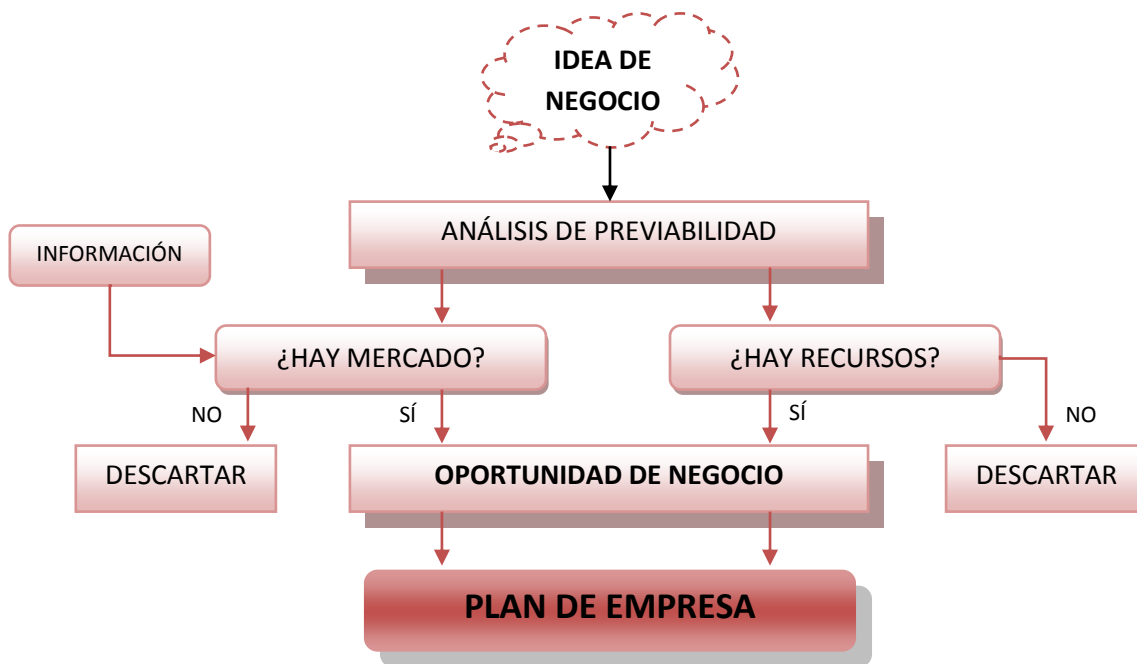 IDEA DE
NEGOCIO
ANÁLISIS DE PREVIABILIDAD
INFORMACIÓN
¿HAY MERCADO?
¿HAY RECURSOS?
NO
SÍ
SÍ
NO
DESCARTAR
OPORTUNIDAD DE NEGOCIO
DESCARTAR
PLAN DE EMPRESA